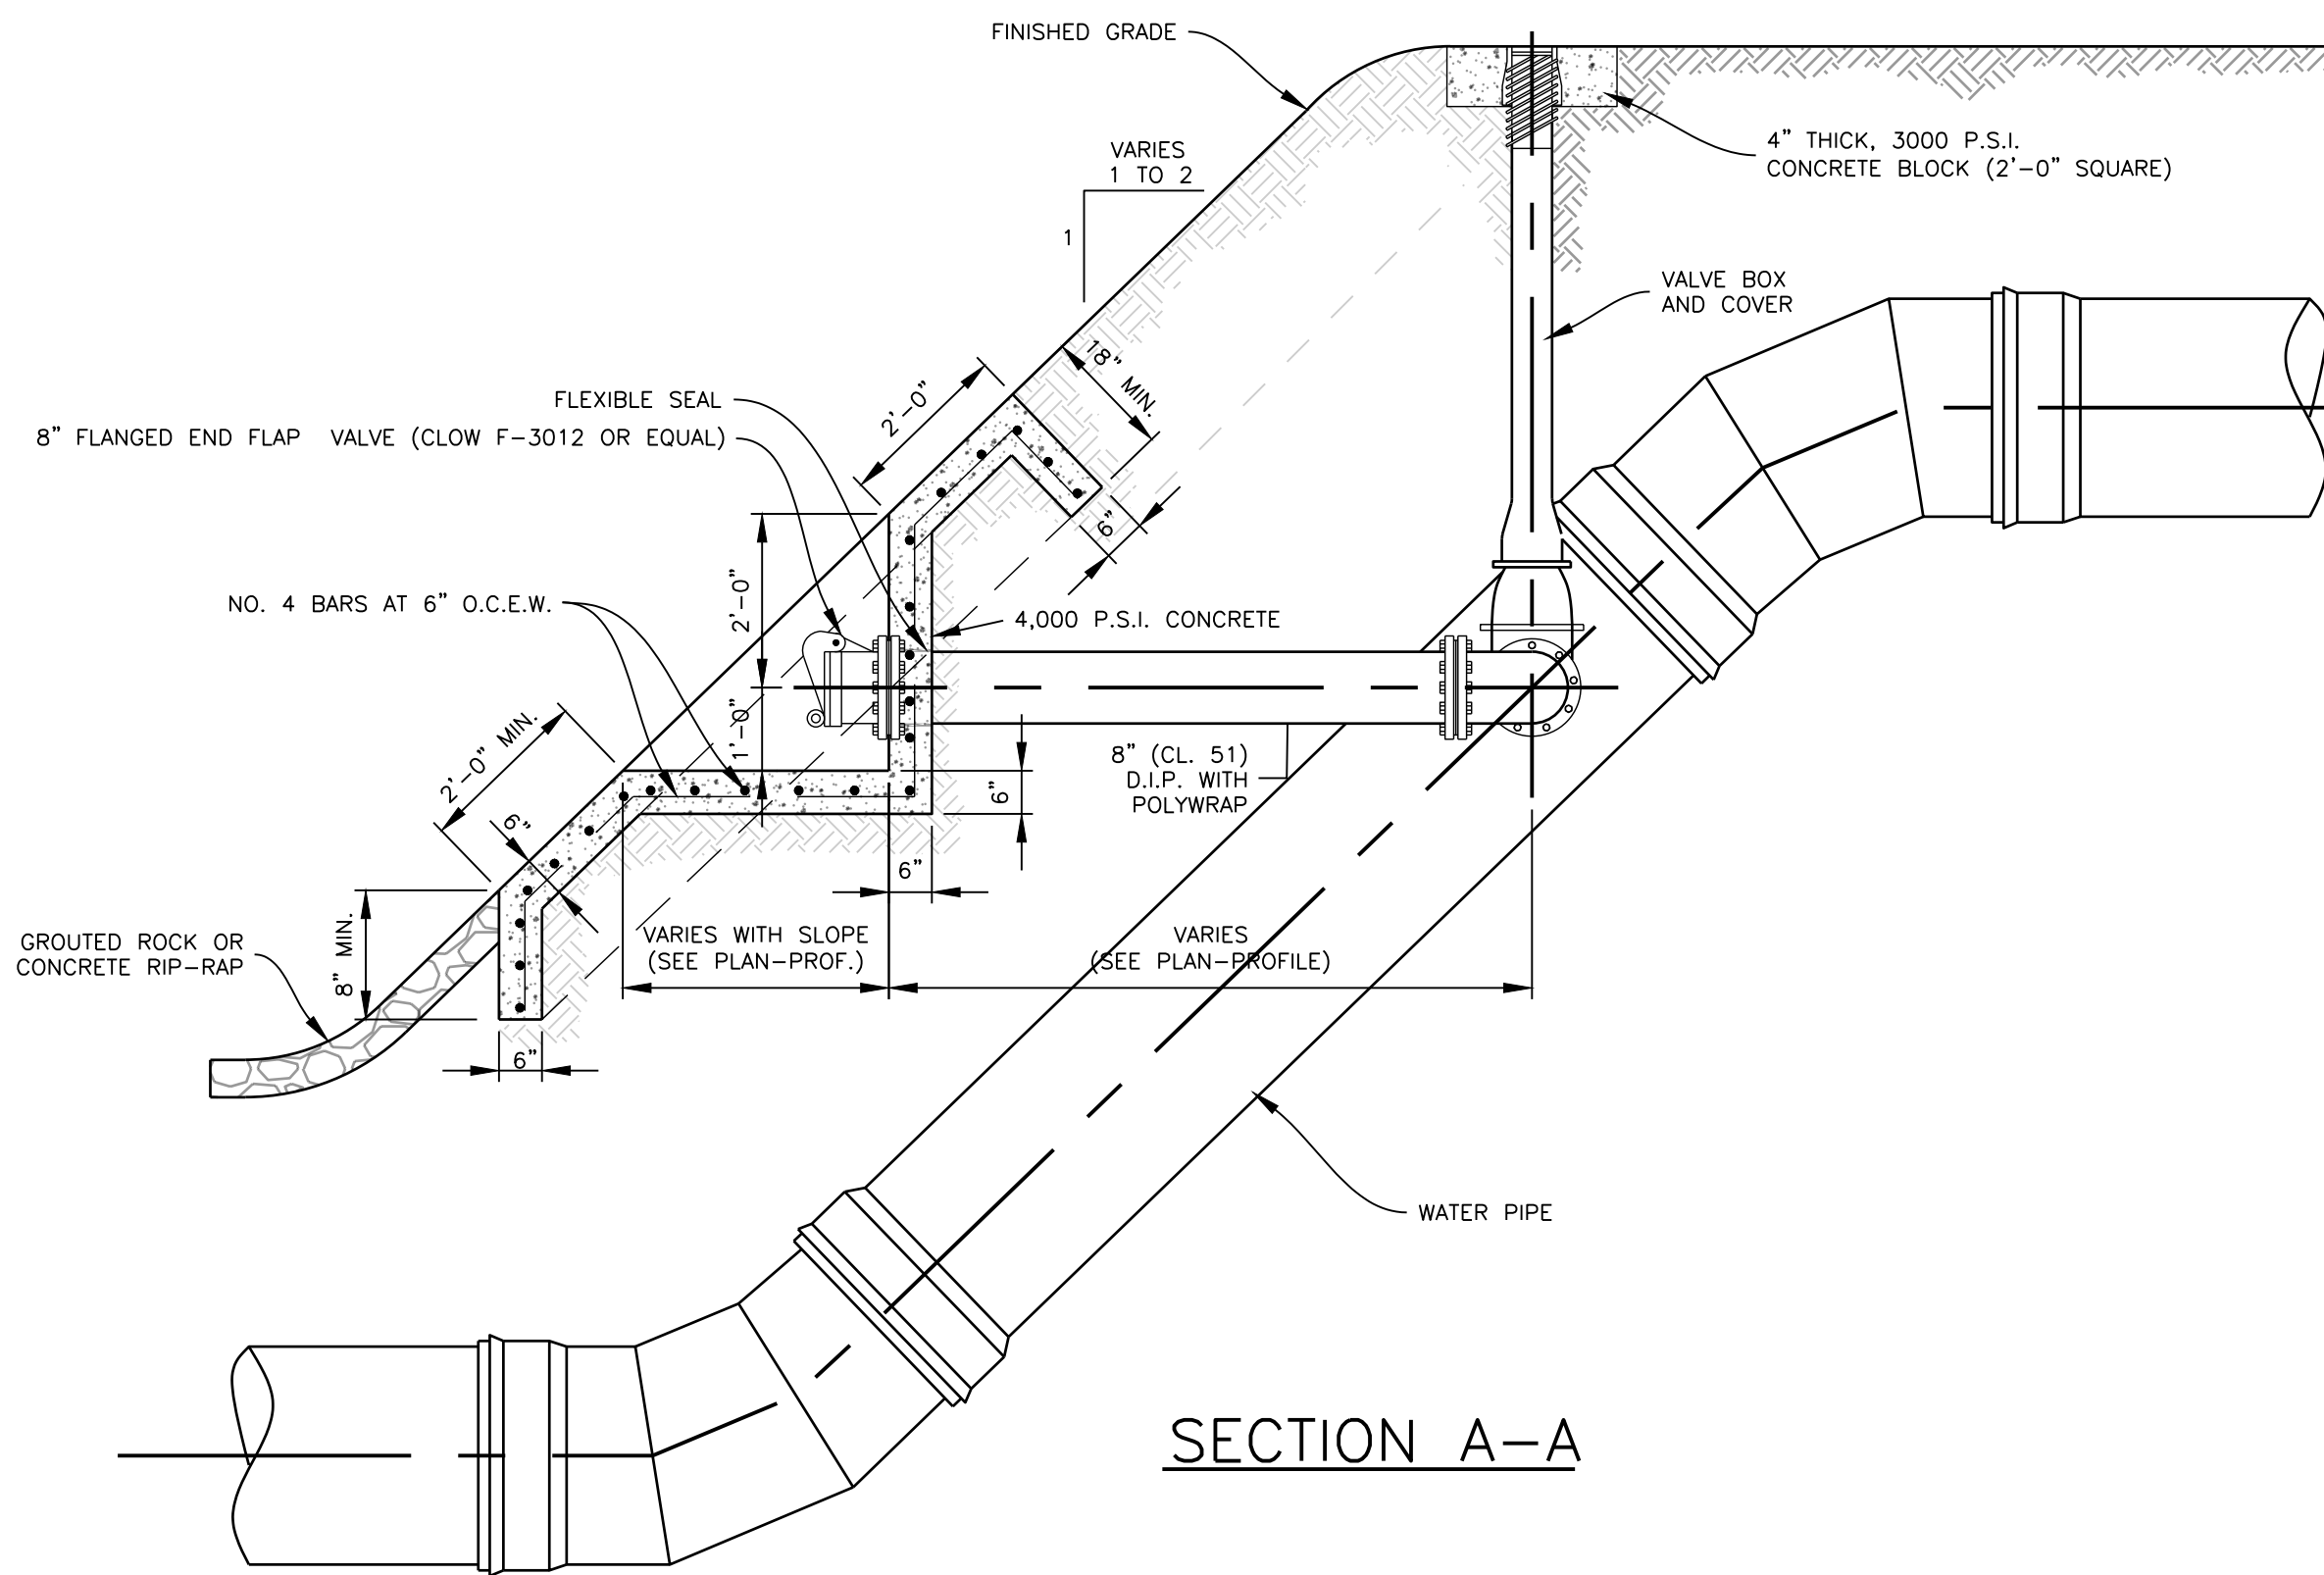 FINISHED GRADE
VARIES
1 TO 2
1
4" THICK, 3000 P.S.I.
CONCRETE BLOCK (2'-0" SQUARE)
VALVE BOX
AND COVER
18" MIN.
2'-0"
FLEXIBLE SEAL
8" FLANGED END FLAP VALVE (CLOW F-3012 OR EQUAL)
6"
2'-0"
NO. 4 BARS AT 6" O.C.E.W.
4,000 P.S.I. CONCRETE
1'-0"
2'-0" MIN.
8" (CL. 51)
D.I.P. WITH
POLYWRAP
6"
6"
6"
8" MIN.
GROUTED ROCK OR
CONCRETE RIP-RAP
VARIES WITH SLOPE
(SEE PLAN-PROF.)
VARIES
(SEE PLAN-PROFILE)
6"
WATER PIPE
SECTION A-A